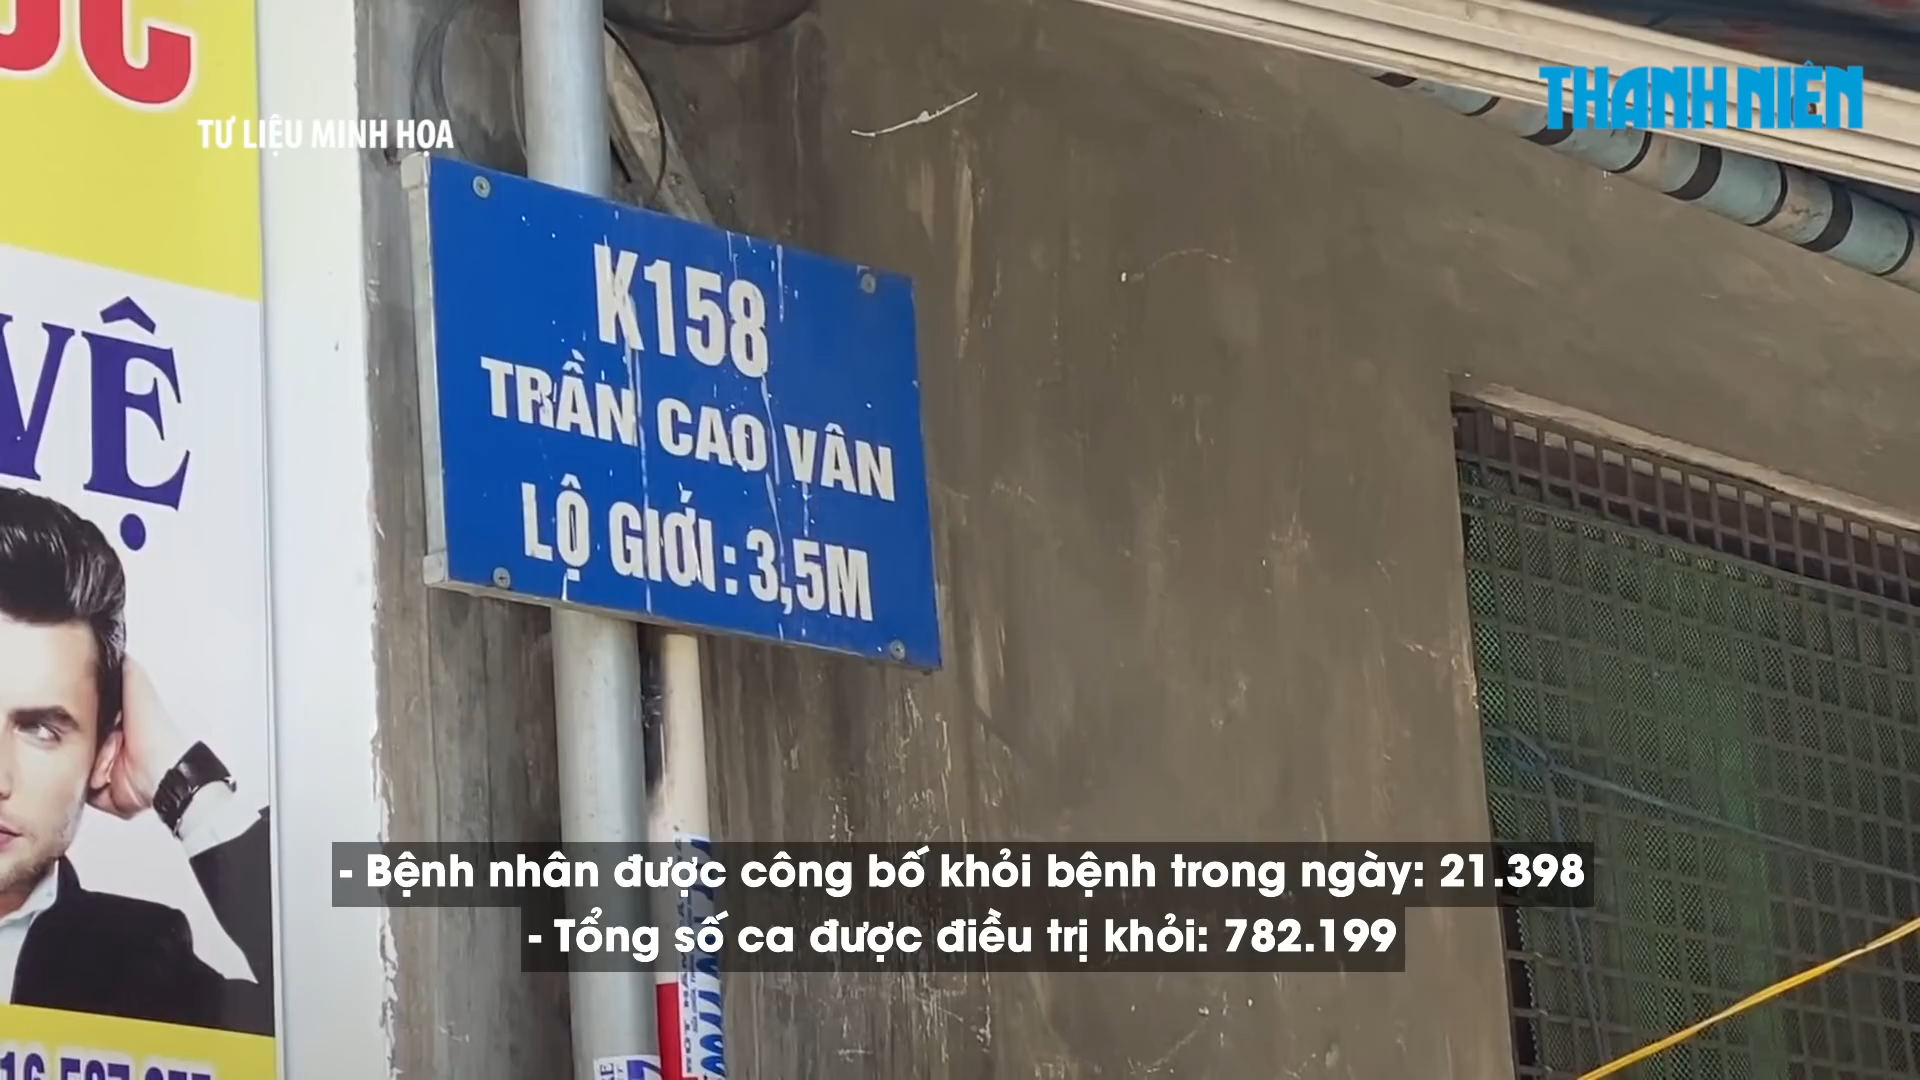 THANH NIÊN
TƯ LIỆU MINH HỌA
VỆ
K158
TRẦN CAO VÂN
LỘ GIỚI: 3,5M
- Bệnh nhân được công bố khỏi bệnh trong ngày: 21.398
- Tổng số ca được điều trị khỏi: 782.199